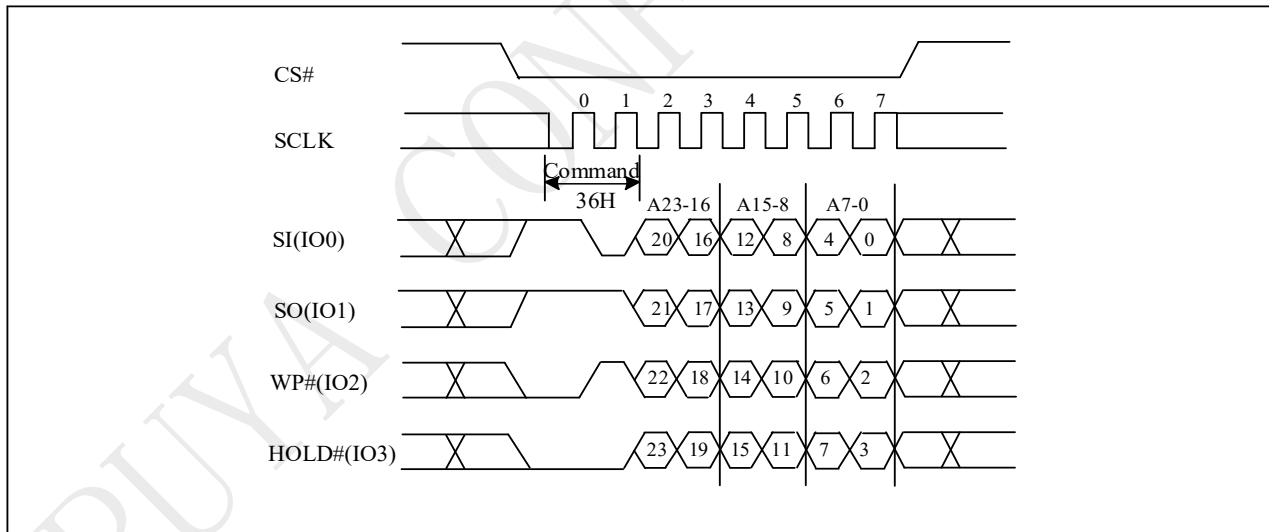 CS#
0 1 2 3 4 5 6 7
SCLK
Command
36H
A23-16 A15-8 A7-0
SI(IO0) 20 16 12 8 4 0
SO(IO1) 21 17 13 9 5 1
WP#(IO2) 22 18 14 10 6 2
HOLD#(IO3) 23 19 15 11 7 3
PUYA CONF